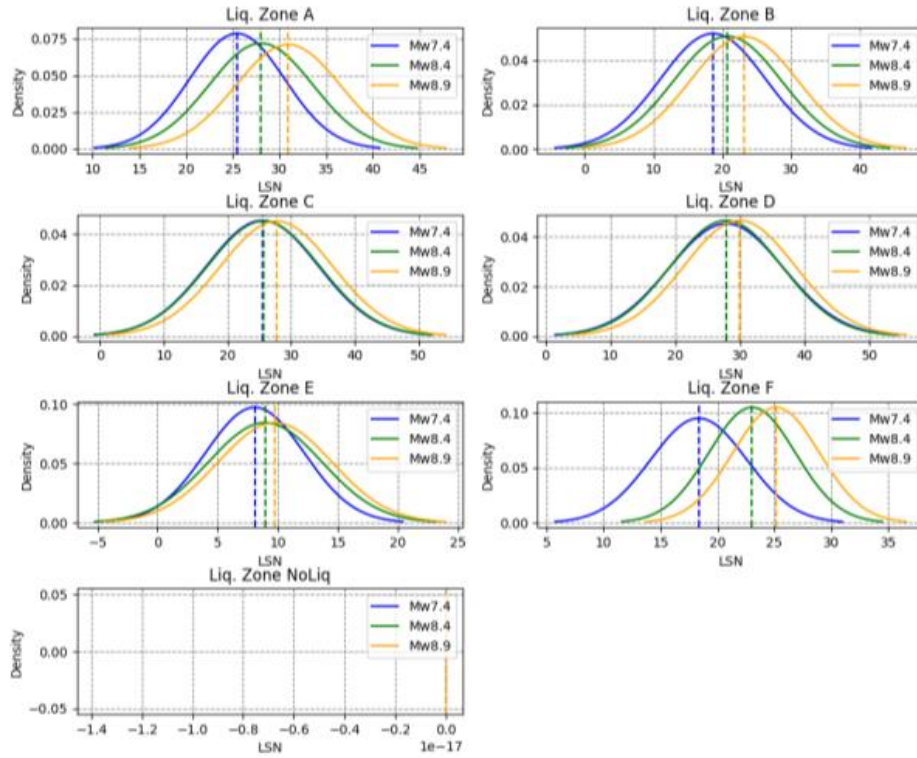 Liq. Zone A
Density
0.075
0.050
0.025
0.000
Mw7.4
Mw8.4
Mw8.9
10 15 20 25 30 35 40 45
LSN
Liq. Zone B
Density
0.04
0.02
0.00
Mw7.4
Mw8.4
Mw8.9
0 10 20 30 40
LSN
Liq. Zone C
Density
0.04
0.02
0.00
Mw7.4
Mw8.4
Mw8.9
0 10 20 30 40 50
LSN
Liq. Zone D
Density
0.04
0.02
0.00
Mw7.4
Mw8.4
Mw8.9
0 10 20 30 40 50
LSN
Liq. Zone E
Density
0.10
0.05
0.00
Mw7.4
Mw8.4
Mw8.9
−5 0 5 10 15 20 25
LSN
Liq. Zone F
Density
0.10
0.05
0.00
Mw7.4
Mw8.4
Mw8.9
5 10 15 20 25 30 35
LSN
Liq. Zone NoLiq
Density
0.05
0.00
−0.05
Mw7.4
Mw8.4
Mw8.9
−1.4 −1.2 −1.0 −0.8 −0.6 −0.4 −0.2 0.0
LSN
1e−17